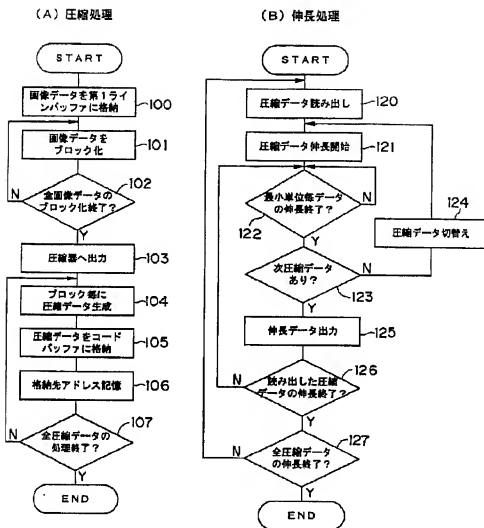 (A) 圧縮処理
START
画像データを第1ライ
ンバッファに格納
100
画像データを
ブロック化
101
全画像データの
ブロック化終了?
102
N
Y
圧縮器へ出力
103
ブロック毎に
圧縮データ生成
104
圧縮データをコード
バッファに格納
105
格納先アドレス記憶
106
全圧縮データの
処理終了?
107
N
Y
END
(B) 伸長処理
START
圧縮データ読み出し
120
圧縮データ伸長開始
121
最小単位毎データ
の伸長終了?
122
N
Y
124
圧縮データ切替え
次圧縮データ
あり?
123
N
Y
伸長データ出力
125
読み出した圧縮
データの伸長終了?
126
N
Y
全圧縮データ
の伸長終了?
127
N
Y
END